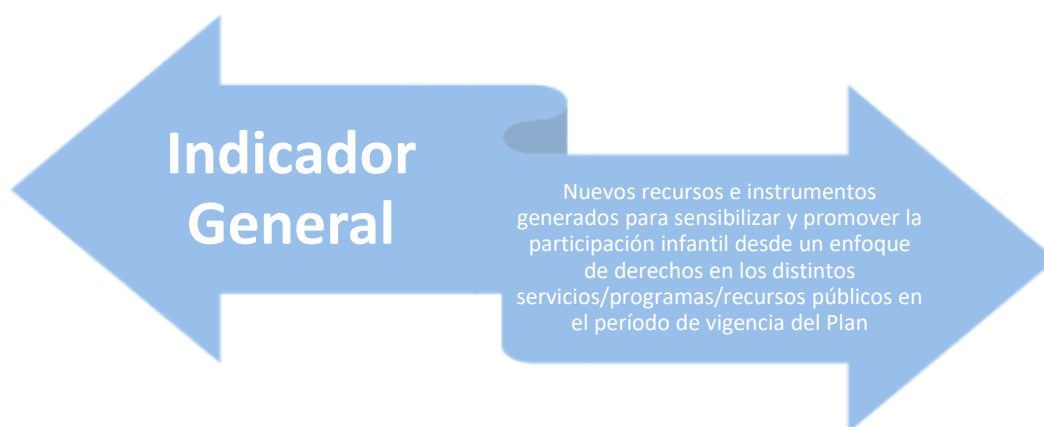 Indicador
General
Nuevos recursos e instrumentos
generados para sensibilizar y promover la
participación infantil desde un enfoque
de derechos en los distintos
servicios/programas/recursos públicos en
el período de vigencia del Plan